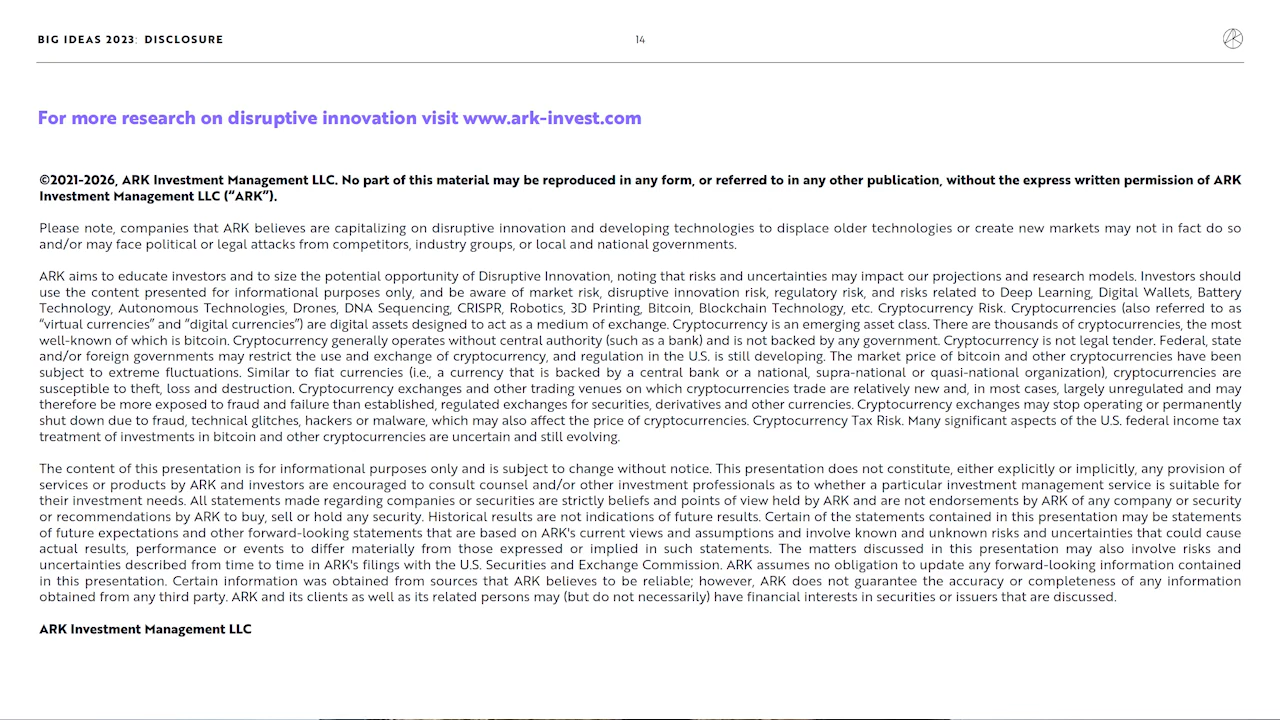 BIG IDEAS 2023: DISCLOSURE
14
For more research on disruptive innovation visit www.ark-invest.com
©2021-2026, ARK Investment Management LLC. No part of this material may be reproduced in any form, or referred to in any other publication, without the express written permission of ARK
Investment Management LLC (“ARK”).
Please note, companies that ARK believes are capitalizing on disruptive innovation and developing technologies to displace older technologies or create new markets may not in fact do so
and/or may face political or legal attacks from competitors, industry groups, or local and national governments.
ARK aims to educate investors and to size the potential opportunity of Disruptive Innovation, noting that risks and uncertainties may impact our projections and research models. Investors should
use the content presented for informational purposes only, and be aware of market risk, disruptive innovation risk, regulatory risk, and risks related to Deep Learning, Digital Wallets, Battery
Technology, Autonomous Technologies, Drones, DNA Sequencing, CRISPR, Robotics, 3D Printing, Bitcoin, Blockchain Technology, etc. Cryptocurrency Risk. Cryptocurrencies (also referred to as
“virtual currencies” and “digital currencies”) are digital assets designed to act as a medium of exchange. Cryptocurrency is an emerging asset class. There are thousands of cryptocurrencies, the most
well-known of which is bitcoin. Cryptocurrency generally operates without central authority (such as a bank) and is not backed by any government. Cryptocurrency is not legal tender. Federal, state
and/or foreign governments may restrict the use and exchange of cryptocurrency, and regulation in the U.S. is still developing. The market price of bitcoin and other cryptocurrencies have been
subject to extreme fluctuations. Similar to fiat currencies (i.e., a currency that is backed by a central bank or a national, supra-national or quasi-national organization), cryptocurrencies are
susceptible to theft, loss and destruction. Cryptocurrency exchanges and other trading venues on which cryptocurrencies trade are relatively new and, in most cases, largely unregulated and may
therefore be more exposed to fraud and failure than established, regulated exchanges for securities, derivatives and other currencies. Cryptocurrency exchanges may stop operating or permanently
shut down due to fraud, technical glitches, hackers or malware, which may also affect the price of cryptocurrencies. Cryptocurrency Tax Risk. Many significant aspects of the U.S. federal income tax
treatment of investments in bitcoin and other cryptocurrencies are uncertain and still evolving.
The content of this presentation is for informational purposes only and is subject to change without notice. This presentation does not constitute, either explicitly or implicitly, any provision of
services or products by ARK and investors are encouraged to consult counsel and/or other investment professionals as to whether a particular investment management service is suitable for
their investment needs. All statements made regarding companies or securities are strictly beliefs and points of view held by ARK and are not endorsements by ARK of any company or security
or recommendations by ARK to buy, sell or hold any security. Historical results are not indications of future results. Certain of the statements contained in this presentation may be statements
of future expectations and other forward-looking statements that are based on ARK's current views and assumptions and involve known and unknown risks and uncertainties that could cause
actual results, performance or events to differ materially from those expressed or implied in such statements. The matters discussed in this presentation may also involve risks and
uncertainties described from time to time in ARK's filings with the U.S. Securities and Exchange Commission. ARK assumes no obligation to update any forward-looking information contained
in this presentation. Certain information was obtained from sources that ARK believes to be reliable; however, ARK does not guarantee the accuracy or completeness of any information
obtained from any third party. ARK and its clients as well as its related persons may (but do not necessarily) have financial interests in securities or issuers that are discussed.
ARK Investment Management LLC